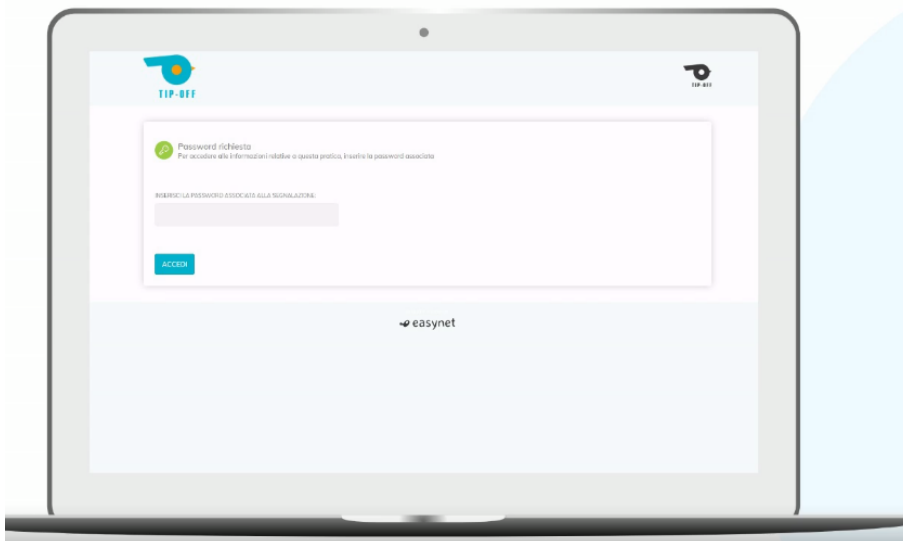 TIP-OFF
TIP-OFF
Password richiesta
Per accedere alle informazioni relative a questa pratica, inserire la password associata
INSERISCI LA PASSWORD ASSOCIATA ALLA SEGNALAZIONE:
ACCEDI
easynet